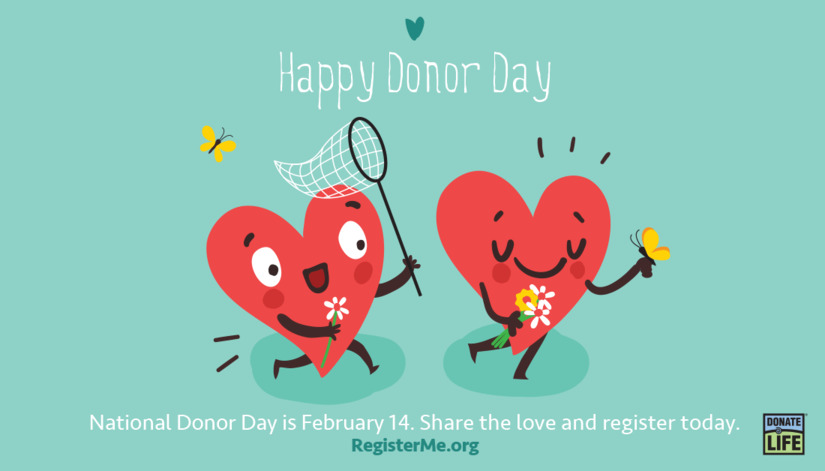 Happy Donor Day
National Donor Day is February 14. Share the love and register today.
RegisterMe.org
DONATE
LIFE